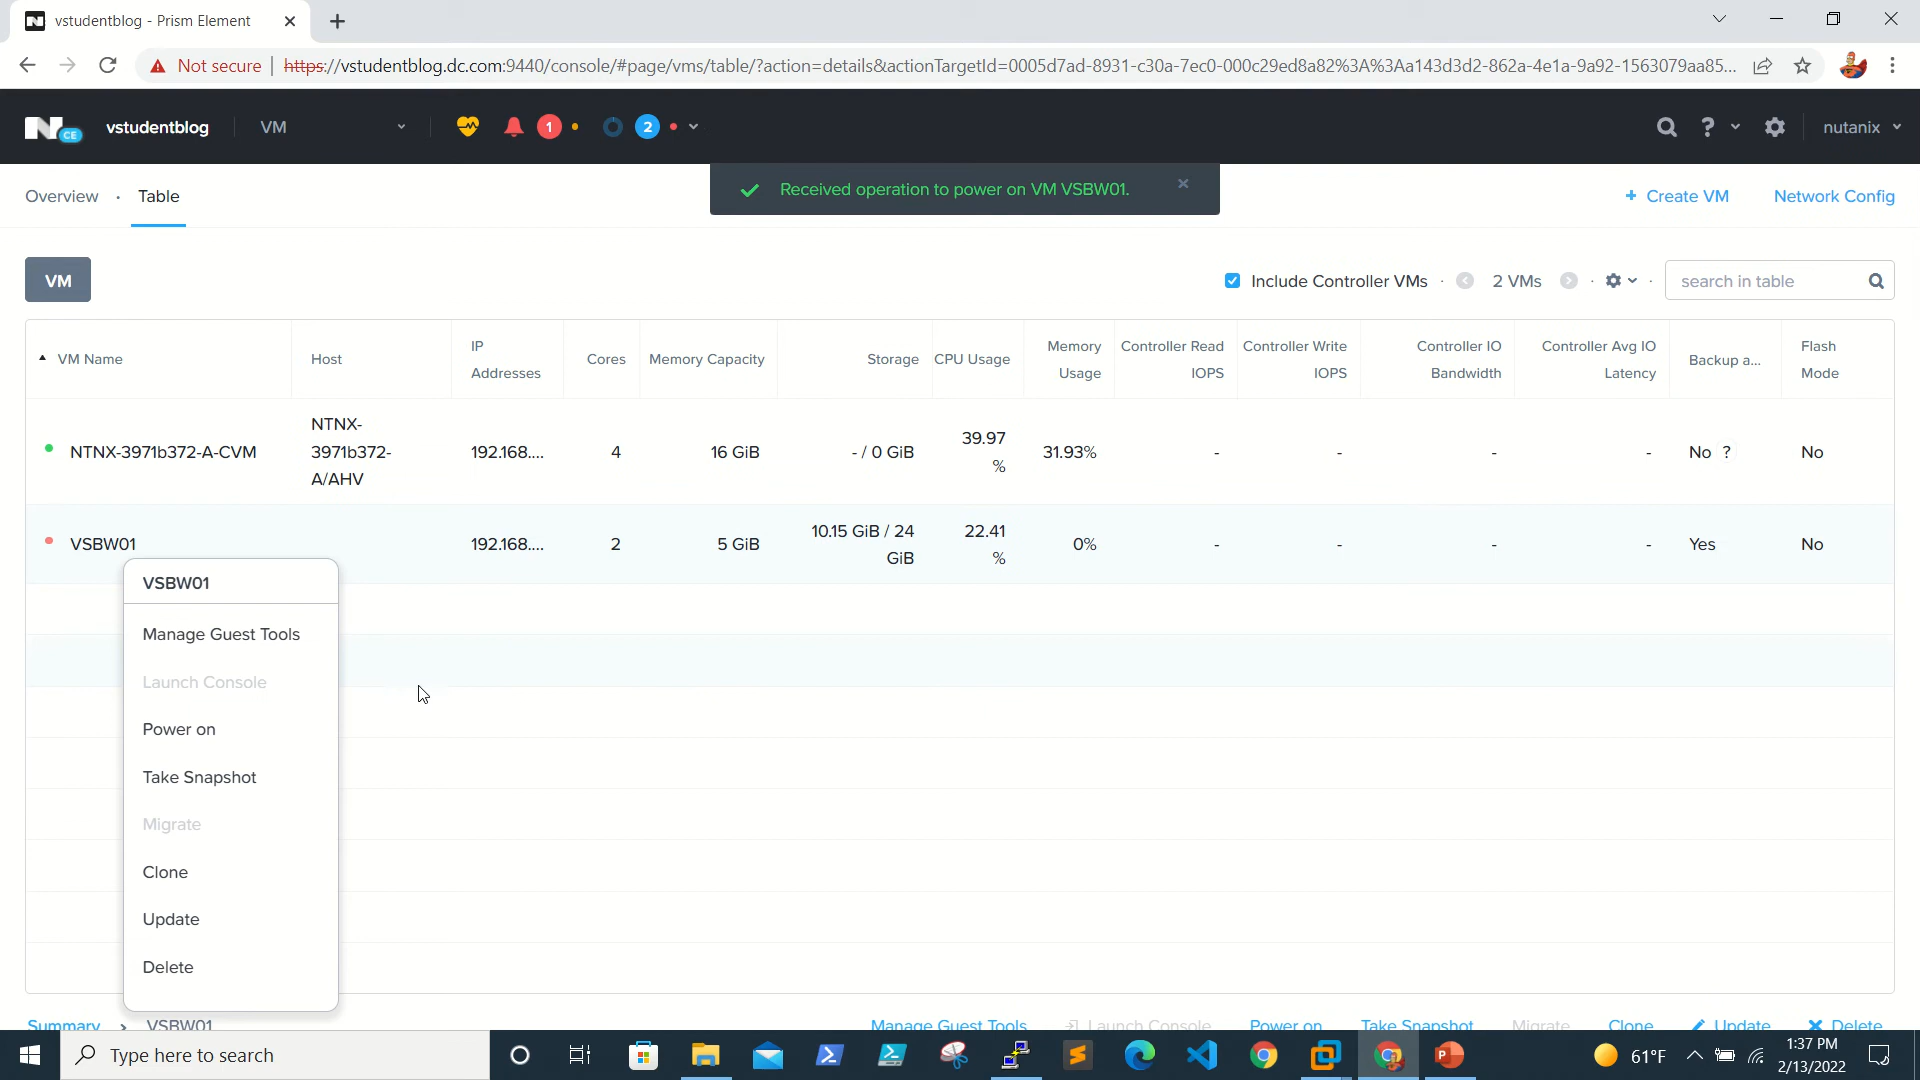 vstudentblog - Prism Element
Not secure
https://vstudentblog.dc.com:9440/console/#page/vms/table/?action=details&actionTargetId=0005d7ad-8931-c30a-7ec0-000c29ed8a82%3A%3Aa143d3d2-862a-4e1a-9a92-1563079aa85...
CE
vstudentblog
VM
1
2
?
nutanix
Overview
Table
Received operation to power on VM VSBW01.
+ Create VM
Network Config
VM
Include Controller VMs
2 VMs
search in table
VM Name
Host
IP
Addresses
Cores
Memory Capacity
Storage
CPU Usage
Memory
Usage
Controller Read
IOPS
Controller Write
IOPS
Controller IO
Bandwidth
Controller Avg IO
Latency
Backup a...
Flash
Mode
NTNX-3971b372-A-CVM
NTNX-
3971b372-
A/AHV
192.168....
4
16 GiB
- / 0 GiB
39.97
%
31.93%
-
-
-
-
No ?
No
VSBW01
192.168....
2
5 GiB
10.15 GiB / 24
GiB
22.41
%
0%
-
-
-
-
Yes
No
VSBW01
Manage Guest Tools
Launch Console
Power on
Take Snapshot
Migrate
Clone
Update
Delete
Summary
VSBW01
Manage Guest Tools
Launch Console
Power on
Take Snapshot
Migrate
Clone
Update
Delete
Type here to search
61°F
1:37 PM
2/13/2022